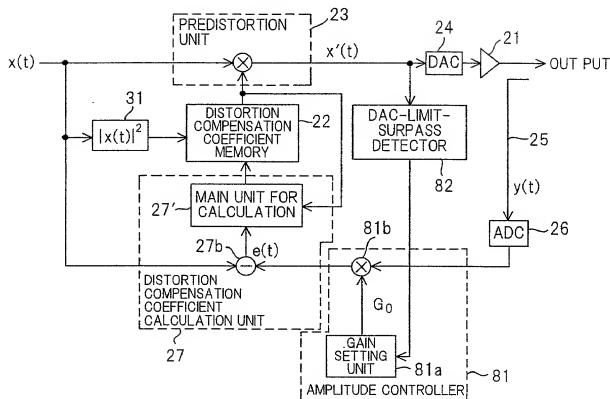 23
PREDISTORTION
UNIT
24
21
x(t)
x'(t)
DAC
OUT PUT
31
|x(t)|²
DISTORTION
COMPENSATION
COEFFICIENT
MEMORY
22
DAC-LIMIT-
SURPASS
DETECTOR
82
25
y(t)
27'
MAIN UNIT FOR
CALCULATION
27b
e(t)
81b
ADC
26
DISTORTION
COMPENSATION
COEFFICIENT
CALCULATION UNIT
27
G₀
GAIN
SETTING
UNIT
81a
81
AMPLITUDE CONTROLLER